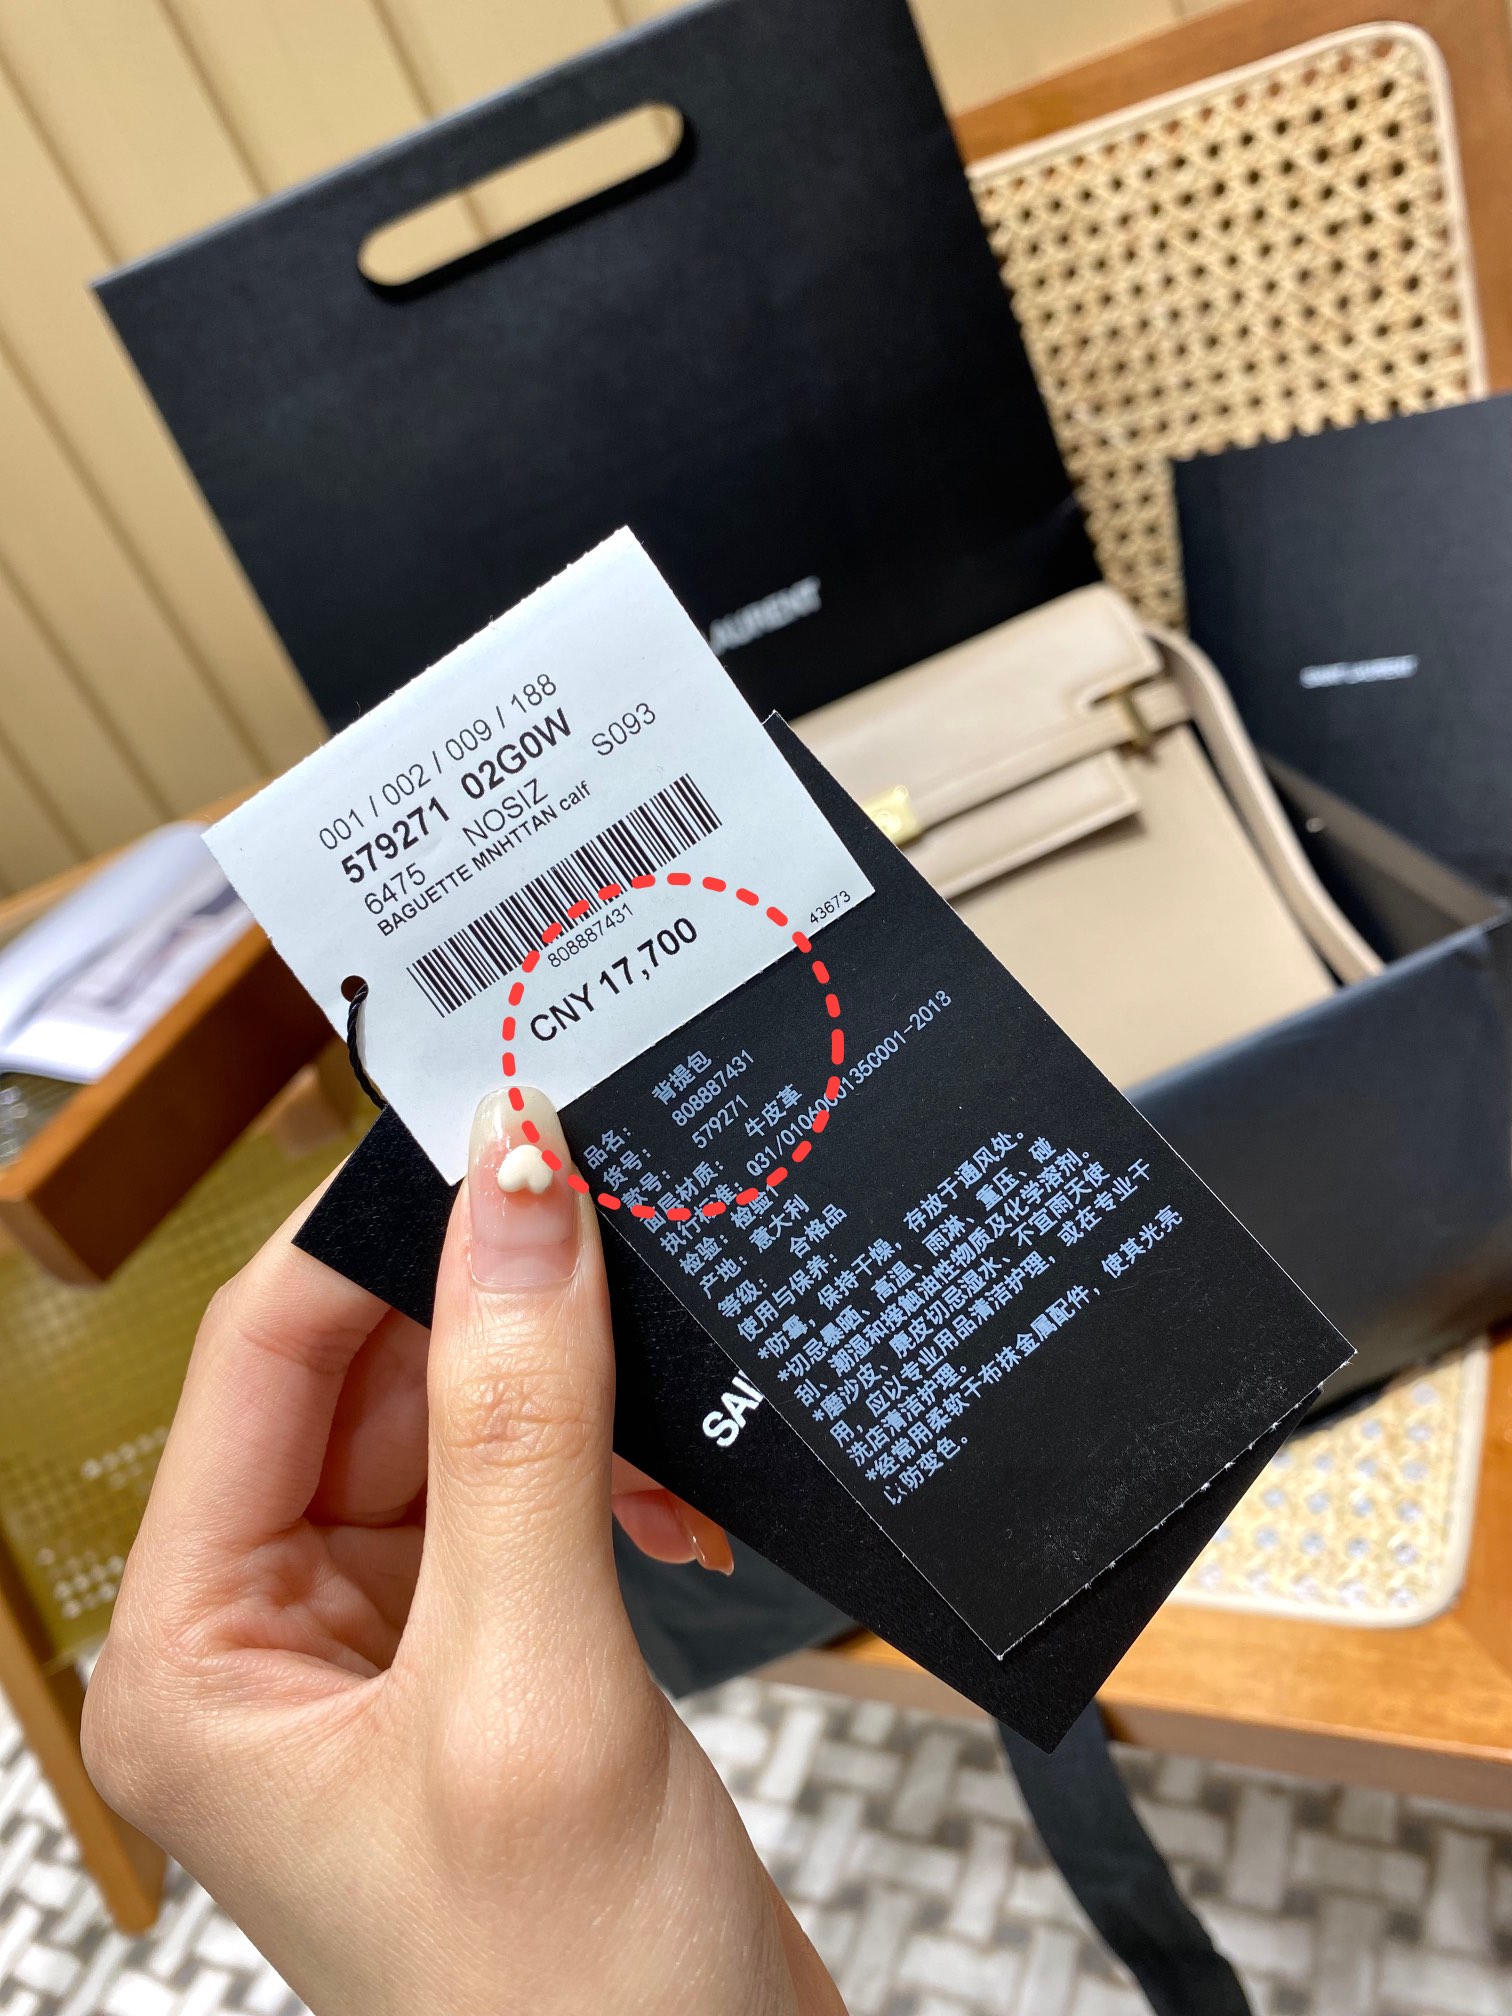 LAURENT
SAINT LAURENT
001 / 002 / 009 / 188
579271 02G0W
6475 NOSIZ S093
BAGUETTE MNHTTAN calf
808887431
CNY 17,700
43673
品名： 背提包
货号： 808887431
款号： 579271
面层材质： 牛皮革
执行标准： 031/01060001350001-2018
检验： 检验1
产地： 意大利
等级： 合格品
使用与保养：
*防霉，保持干燥，存放于通风处。
*切忌暴晒、高温、雨淋、重压、碰
刮、潮湿和接触油性物质及化学溶剂。
*磨沙皮、麂皮切忌湿水、不宜雨天使
用，应以专业用品清洁护理，或在专业干
洗店清洁护理。
*经常用柔软干布抹金属配件，使其光亮
以防变色。
SAI